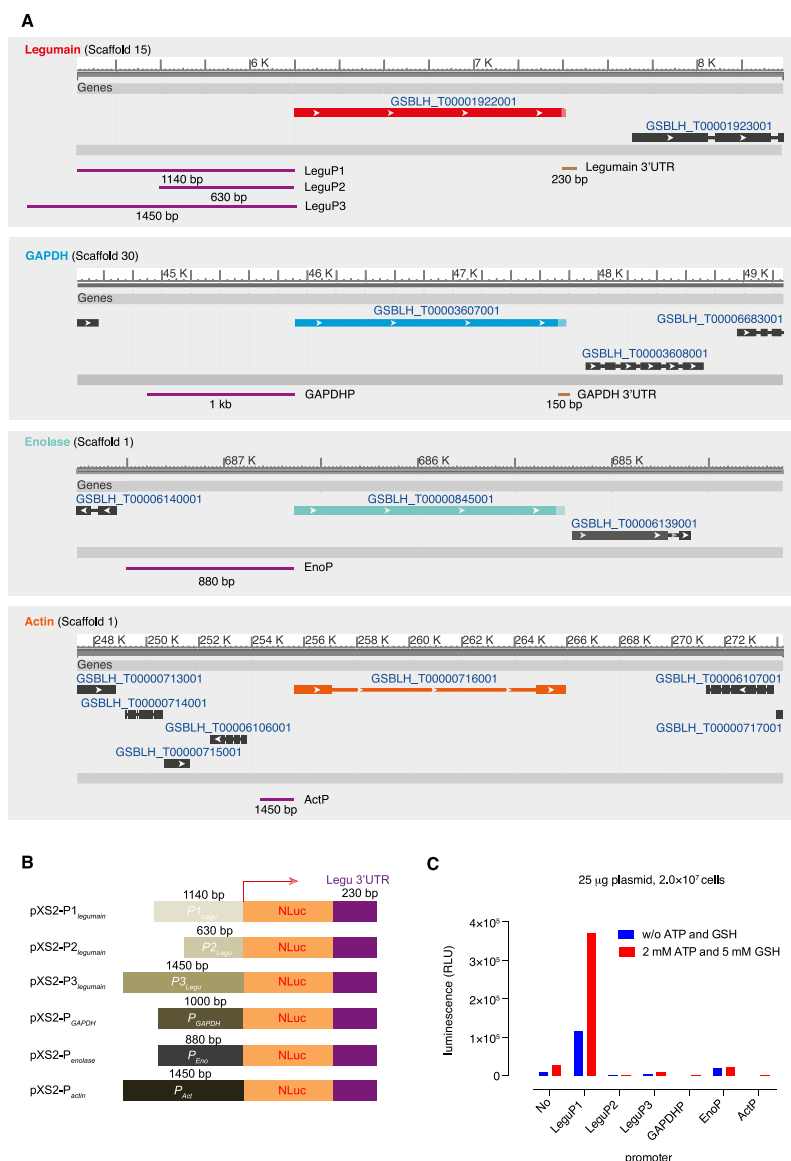 A
Legumain (Scaffold 15)
6 K 7 K 8 K
Genes
GSBLH_T00001922001
GSBLH_T00001923001
LeguP1
1140 bp
LeguP2
630 bp
LeguP3
1450 bp
Legumain 3'UTR
230 bp
GAPDH (Scaffold 30)
45 K 46 K 47 K 48 K 49 K
Genes
GSBLH_T00003607001
GSBLH_T00006683001
GSBLH_T00003608001
GAPDHP
1 kb
GAPDH 3'UTR
150 bp
Enolase (Scaffold 1)
687 K 686 K 685 K
Genes
GSBLH_T00006140001
GSBLH_T00000845001
GSBLH_T00006139001
EnoP
880 bp
Actin (Scaffold 1)
248 K 250 K 252 K 254 K 256 K 258 K 260 K 262 K 264 K 266 K 268 K 270 K 272 K
Genes
GSBLH_T00000713001
GSBLH_T00000716001
GSBLH_T00006107001
GSBLH_T00000714001
GSBLH_T00006106001
GSBLH_T00000717001
GSBLH_T00000715001
ActP
1450 bp
B
Legu 3'UTR
1140 bp 230 bp
pXS2-P1legumain P1Legu NLuc
630 bp
pXS2-P2legumain P2Legu NLuc
1450 bp
pXS2-P3legumain P3Legu NLuc
1000 bp
pXS2-PGAPDH PGAPDH NLuc
880 bp
pXS2-Penolase PEno NLuc
1450 bp
pXS2-Pactin PAct NLuc
C
25 µg plasmid, 2.0×10⁷ cells
w/o ATP and GSH
2 mM ATP and 5 mM GSH
luminescence (RLU)
4×10⁵
3×10⁵
2×10⁵
1×10⁵
0
No LeguP1 LeguP2 LeguP3 GAPDHP EnoP ActP
promoter